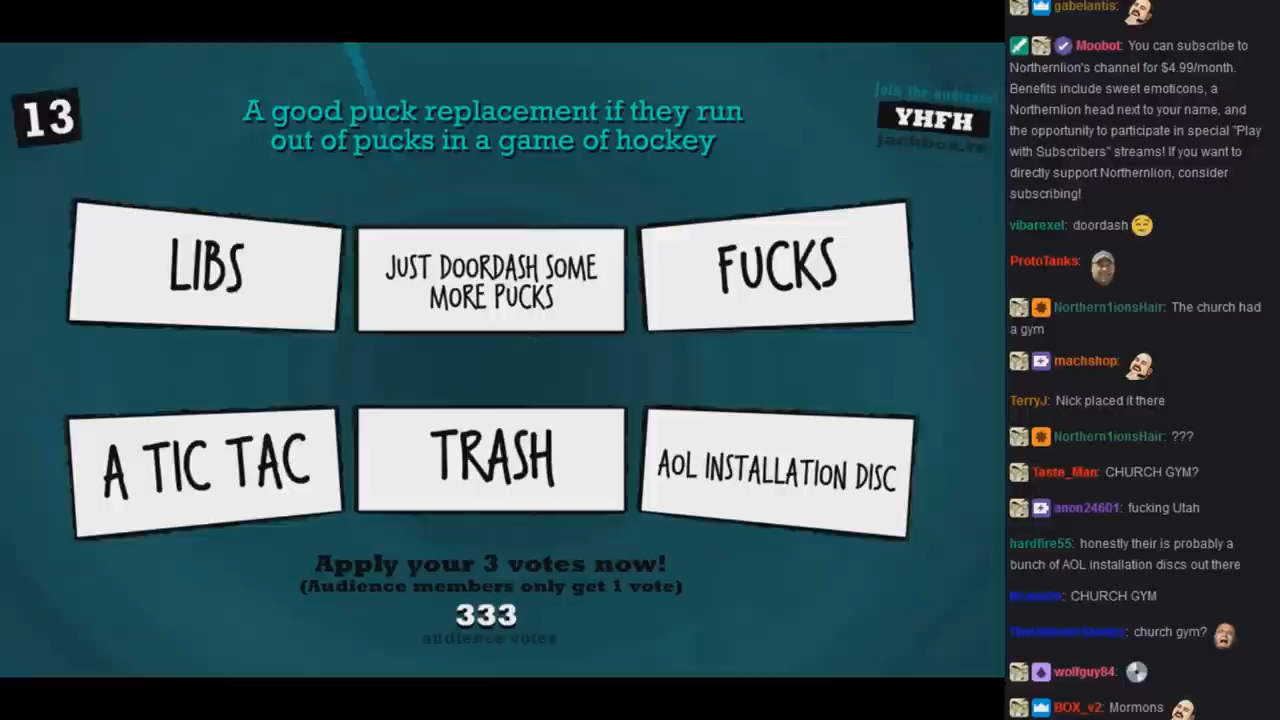 13
A good puck replacement if they run
out of pucks in a game of hockey
Join the audience!
YHFH
jackbox.tv
LIBS
JUST DOORDASH SOME
MORE PUCKS
FUCKS
A TIC TAC
TRASH
AOL INSTALLATION DISC
Apply your 3 votes now!
(Audience members only get 1 vote)
333
audience votes
gabelantis:
Moobot: You can subscribe to
Northernlion's channel for $4.99/month.
Benefits include sweet emoticons, a
Northernlion head next to your name, and
the opportunity to participate in special "Play
with Subscribers" streams! If you want to
directly support Northernlion, consider
subscribing!
vibarexel: doordash
ProtoTanks:
Northern1ionsHair: The church had
a gym
machshop:
TerryJ: Nick placed it there
Northern1ionsHair: ???
Taste_Man: CHURCH GYM?
anon24601: fucking Utah
hardfire55: honestly their is probably a
bunch of AOL installation discs out there
: CHURCH GYM
: church gym?
wolfguy84:
BOX_v2: Mormons